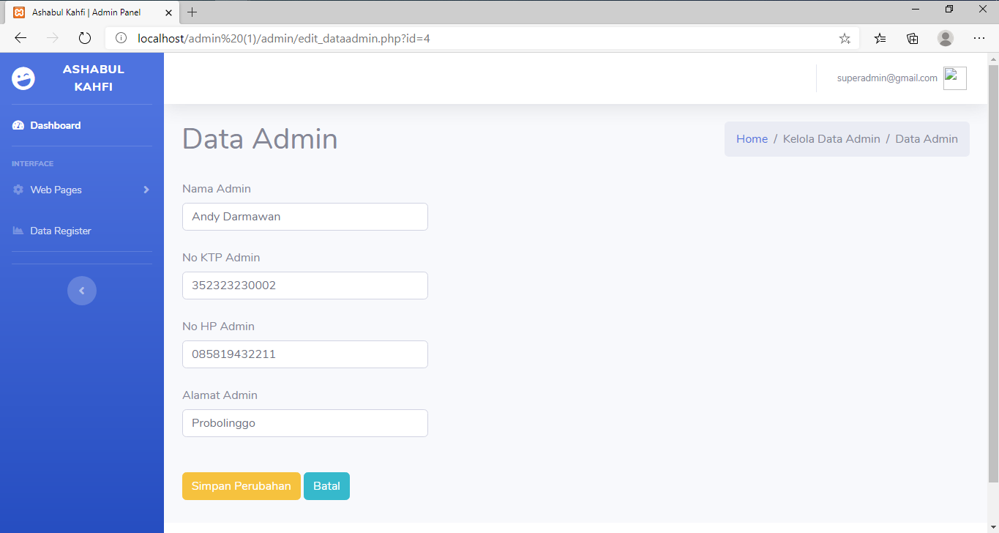 Ashabul Kahfi | Admin Panel
localhost/admin%20(1)/admin/edit_dataadmin.php?id=4
ASHABUL
KAHFI
superadmin@gmail.com
Dashboard
INTERFACE
Web Pages
Data Register
Data Admin
Home / Kelola Data Admin / Data Admin
Nama Admin
Andy Darmawan
No KTP Admin
352323230002
No HP Admin
085819432211
Alamat Admin
Probolinggo
Simpan Perubahan
Batal